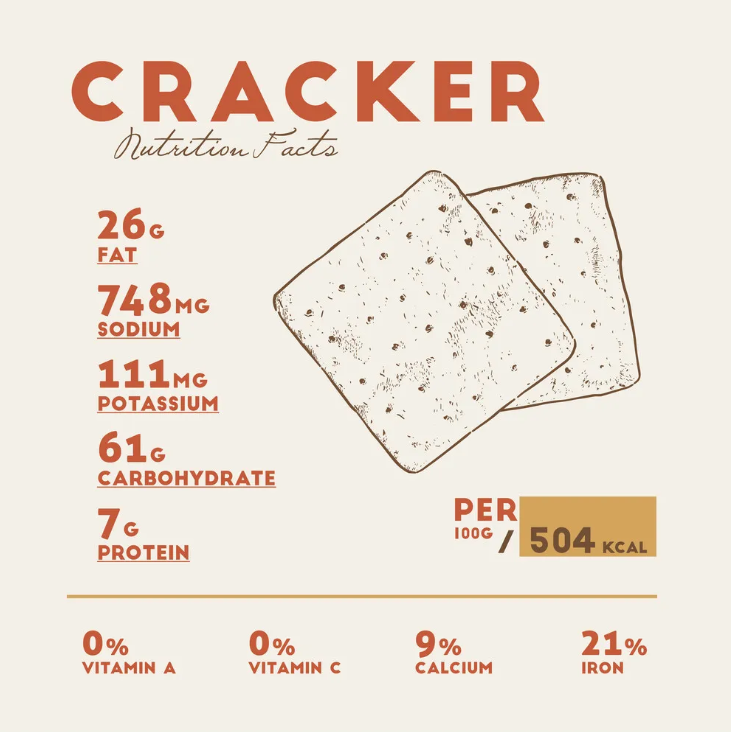 CRACKER
Nutrition Facts
26G
FAT
748MG
SODIUM
111MG
POTASSIUM
61G
CARBOHYDRATE
7G
PROTEIN
PER
100G / 504 KCAL
0% 0% 9% 21%
VITAMIN A VITAMIN C CALCIUM IRON